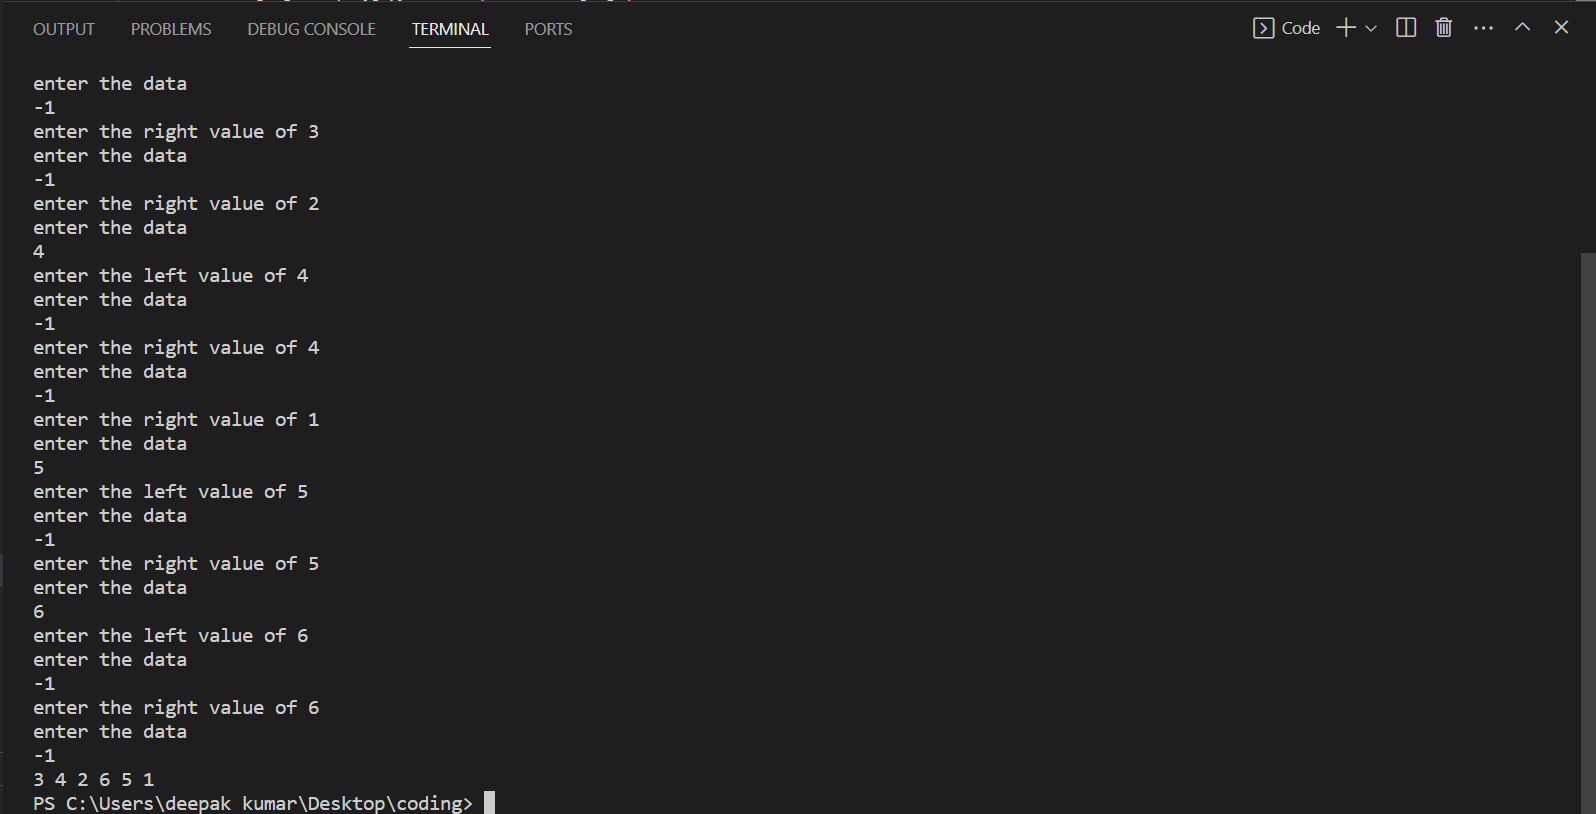 OUTPUT PROBLEMS DEBUG CONSOLE TERMINAL PORTS Code
enter the data
-1
enter the right value of 3
enter the data
-1
enter the right value of 2
enter the data
4
enter the left value of 4
enter the data
-1
enter the right value of 4
enter the data
-1
enter the right value of 1
enter the data
5
enter the left value of 5
enter the data
-1
enter the right value of 5
enter the data
6
enter the left value of 6
enter the data
-1
enter the right value of 6
enter the data
-1
3 4 2 6 5 1
PS C:\Users\deepak kumar\Desktop\coding>